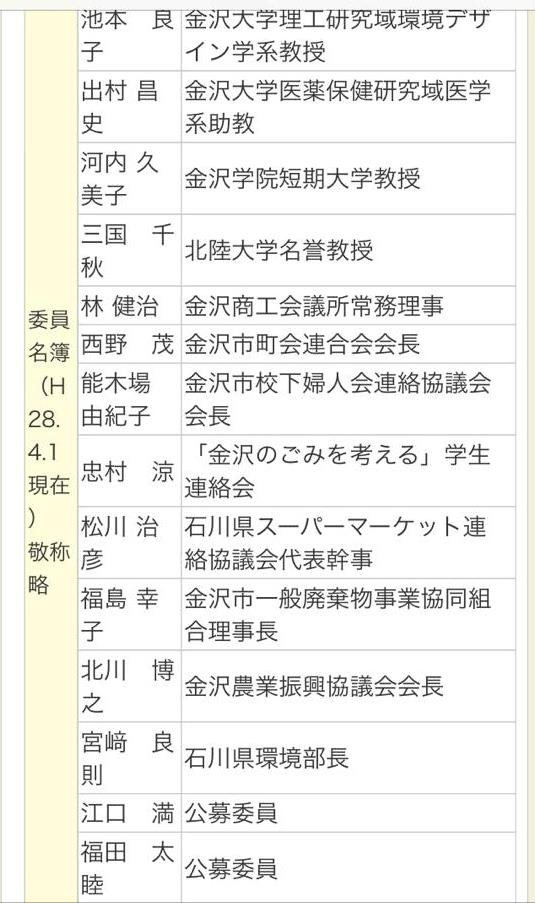 池本　良
子
金沢大学理工研究域環境デザ
イン学系教授
出村 昌
史
金沢大学医薬保健研究域医学
系助教
河内 久
美子
金沢学院短期大学教授
三国　千
秋
北陸大学名誉教授
林 健治
金沢商工会議所常務理事
委員
名簿
（H
28.
4.1
現在
）
敬称
略
西野　茂
金沢市町会連合会会長
能木場
由紀子
金沢市校下婦人会連絡協議会
会長
忠村　涼
「金沢のごみを考える」学生
連絡会
松川 治
彦
石川県スーパーマーケット連
絡協議会代表幹事
福島 幸
子
金沢市一般廃棄物事業協同組
合理事長
北川　博
之
金沢農業振興協議会会長
宮﨑　良
則
石川県環境部長
江口　満
公募委員
福田　太
睦
公募委員